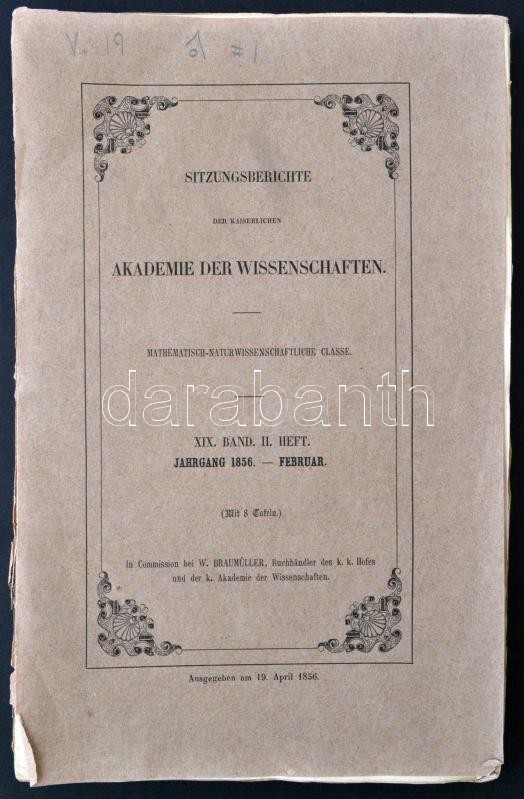 V. 19 #1
SITZUNGSBERICHTE
DER KAISERLICHEN
AKADEMIE DER WISSENSCHAFTEN.
MATHEMATISCH-NATURWISSENSCHAFTLICHE CLASSE.
darabanth
XIX. BAND. II. HEFT.
JAHRGANG 1856. — FEBRUAR.
(Mit 8 Tafeln.)
In Commission bei W. BRAUMÜLLER, Buchhändler des k. k. Hofes
und der k. Akademie der Wissenschaften.
Ausgegeben am 19. April 1856.